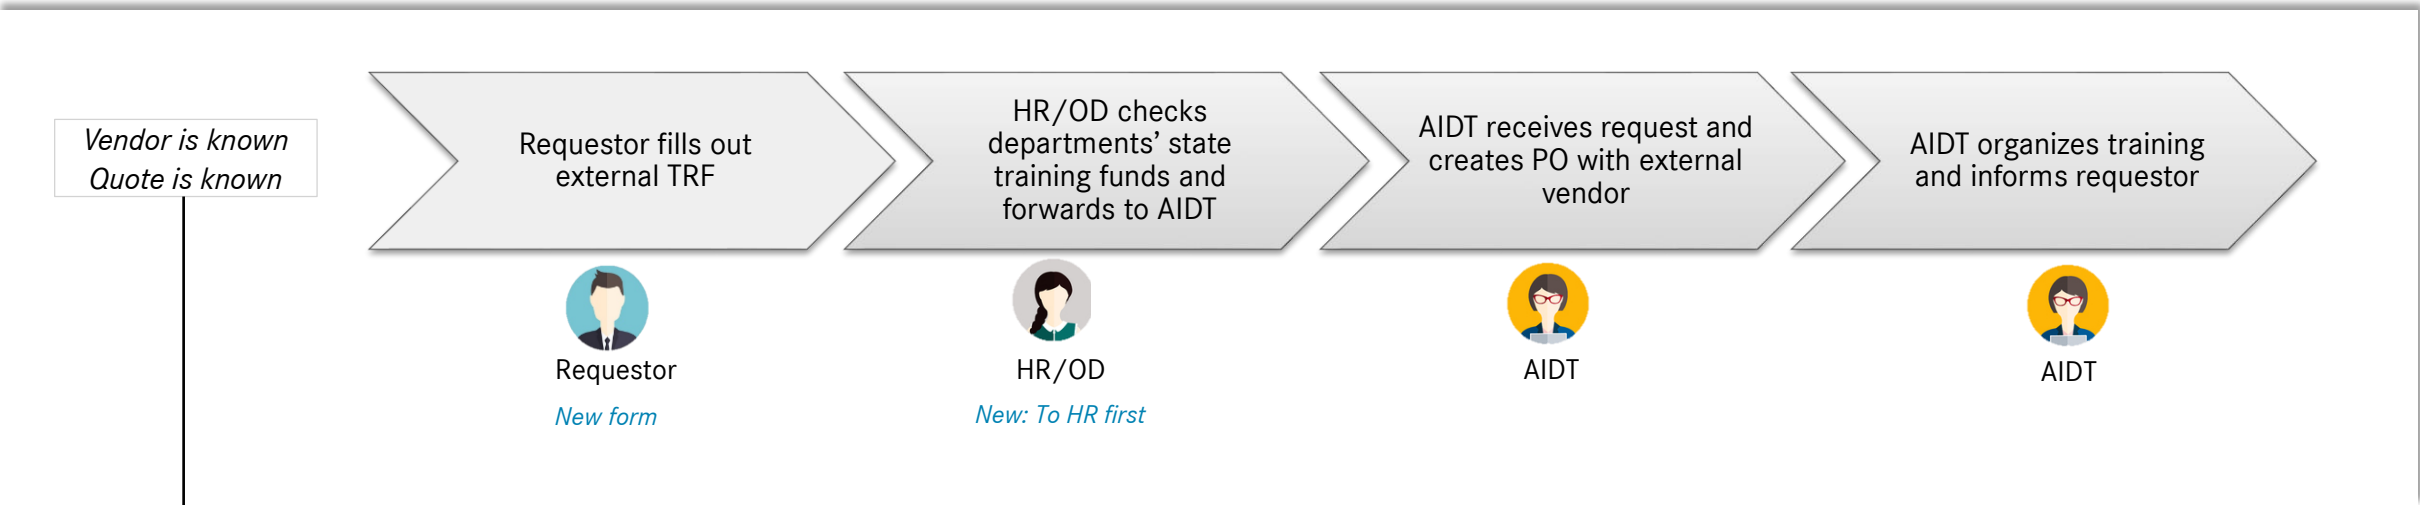 Vendor is known
Quote is known
Requestor fills out
external TRF
HR/OD checks
departments’ state
training funds and
forwards to AIDT
AIDT receives request and
creates PO with external
vendor
AIDT organizes training
and informs requestor
Requestor
New form
HR/OD
New: To HR first
AIDT
AIDT